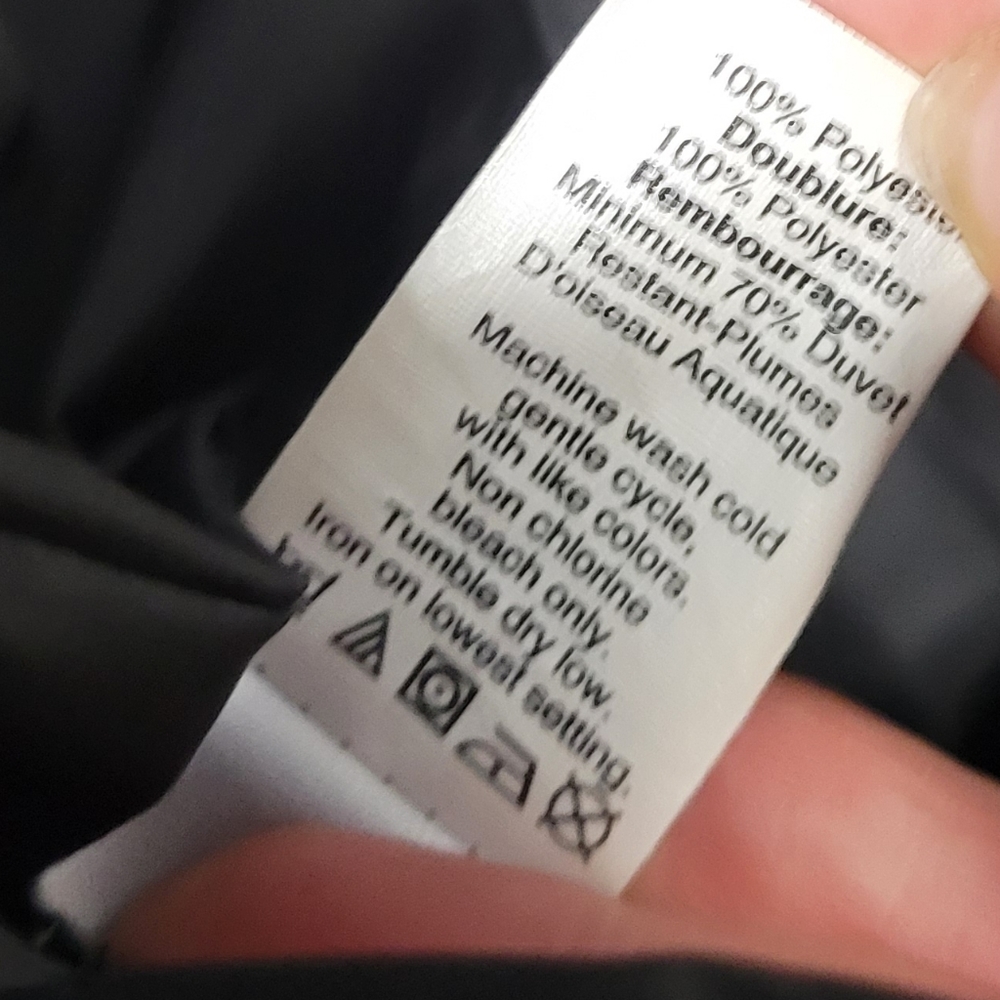 100% Polyester
Doublure:
100% Polyester
Rembourrage:
Minimum 70% Duvet
Restant-Plumes
D'oiseau Aquatique
Machine wash cold
gentle cycle,
with like colors.
Non chlorine
bleach only.
Tumble dry low.
Iron on lowest setting.